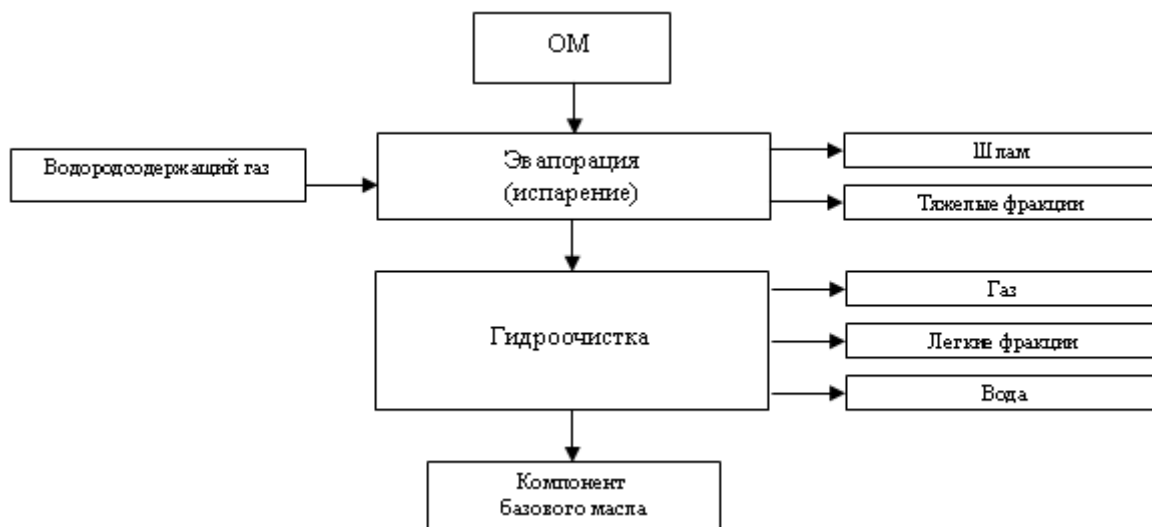 ОМ
Водородсодержащий газ
Эвапорация
(испарение)
Шлам
Тяжелые фракции
Гидроочистка
Газ
Легкие фракции
Вода
Компонент
базового масла